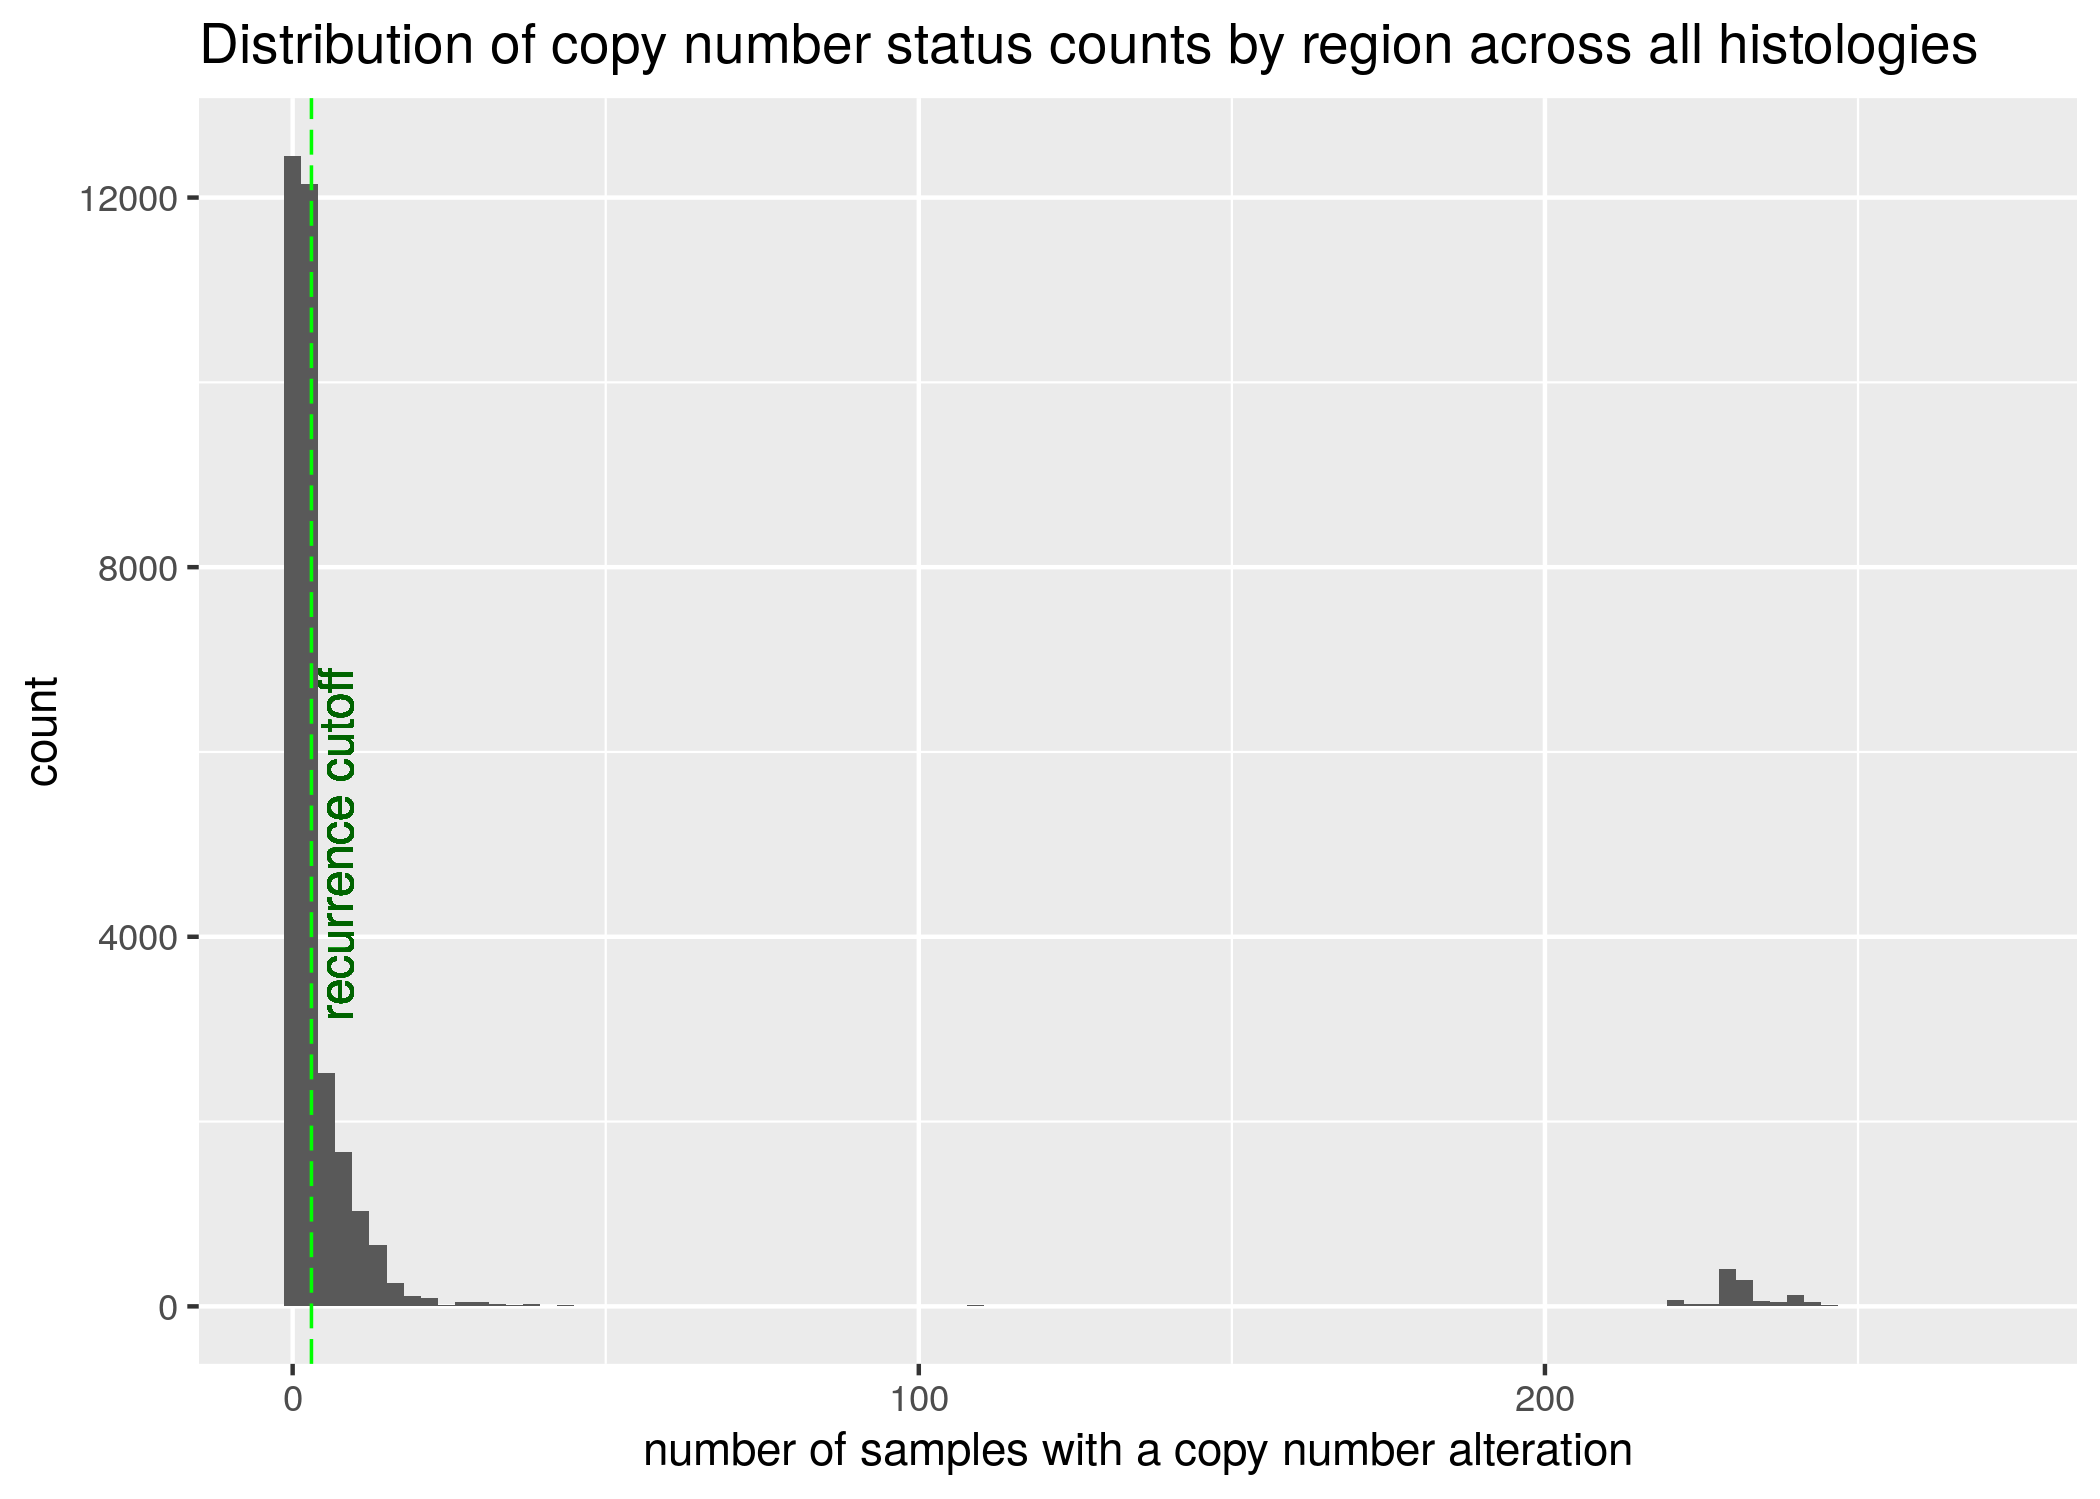 Distribution of copy number status counts by region across all histologies
count
12000
8000
4000
0
recurrence cutoff
0
100
200
number of samples with a copy number alteration